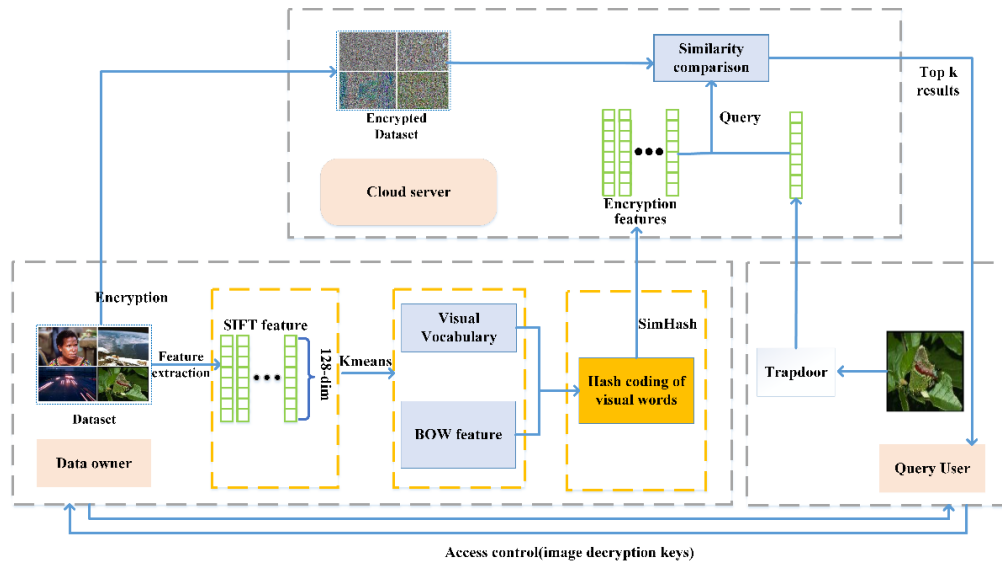 Similarity
comparison
Top k
results
Encrypted
Dataset
Query
Cloud server
Encryption
features
Encryption
SIFT feature
128-dim
Visual
Vocabulary
SimHash
Feature
extraction
Kmeans
Hash coding of
visual words
Trapdoor
Dataset
BOW feature
Data owner
Query User
Access control(image decryption keys)